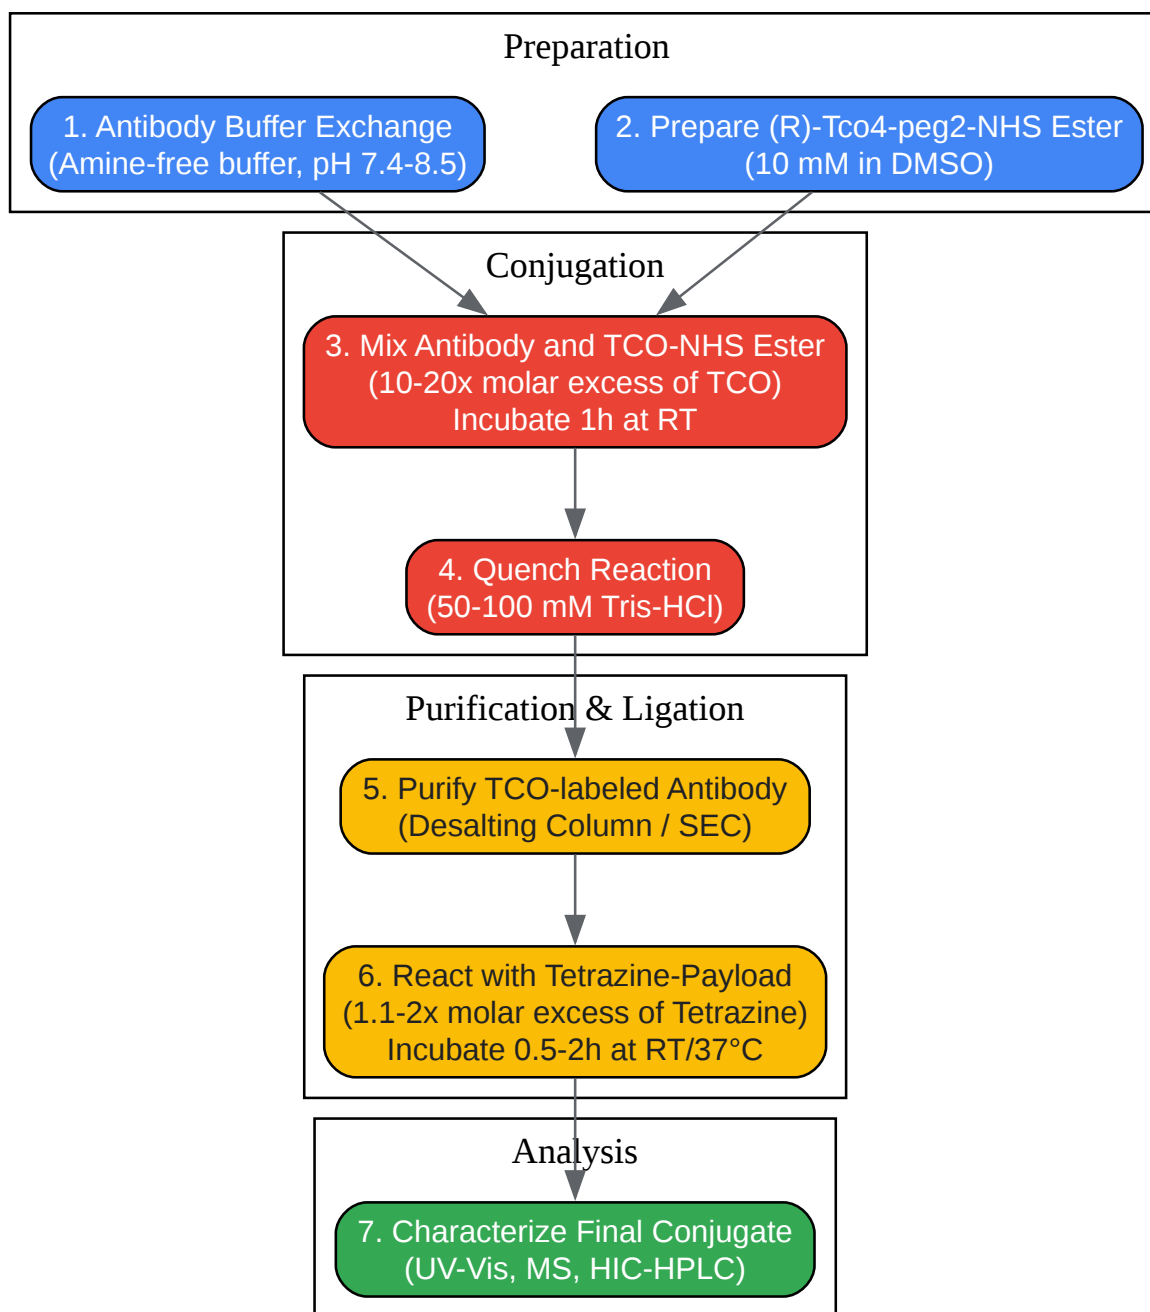 Preparation
1. Antibody Buffer Exchange
(Amine-free buffer, pH 7.4-8.5)
2. Prepare (R)-Tco4-peg2-NHS Ester
(10 mM in DMSO)
Conjugation
3. Mix Antibody and TCO-NHS Ester
(10-20x molar excess of TCO)
Incubate 1h at RT
4. Quench Reaction
(50-100 mM Tris-HCl)
Purification & Ligation
5. Purify TCO-labeled Antibody
(Desalting Column / SEC)
6. React with Tetrazine-Payload
(1.1-2x molar excess of Tetrazine)
Incubate 0.5-2h at RT/37°C
Analysis
7. Characterize Final Conjugate
(UV-Vis, MS, HIC-HPLC)